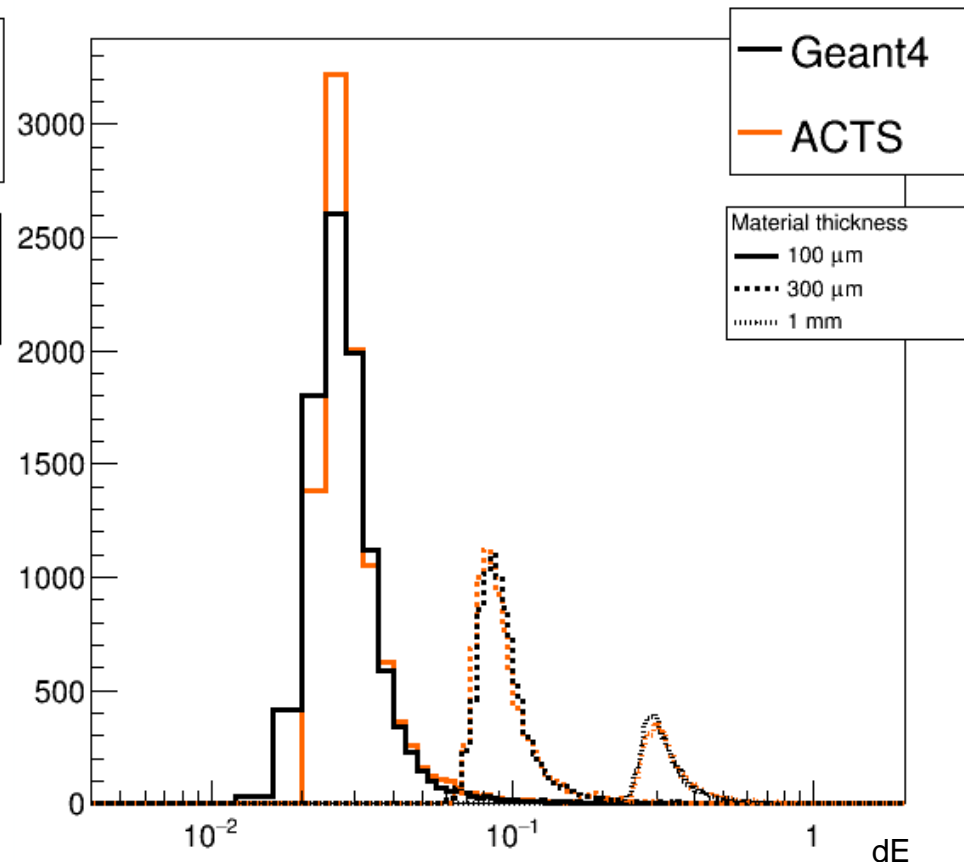 Geant4
ACTS
Material thickness
100 μm
300 μm
1 mm
3000
2500
2000
1500
1000
500
0
10⁻²
10⁻¹
1
dE